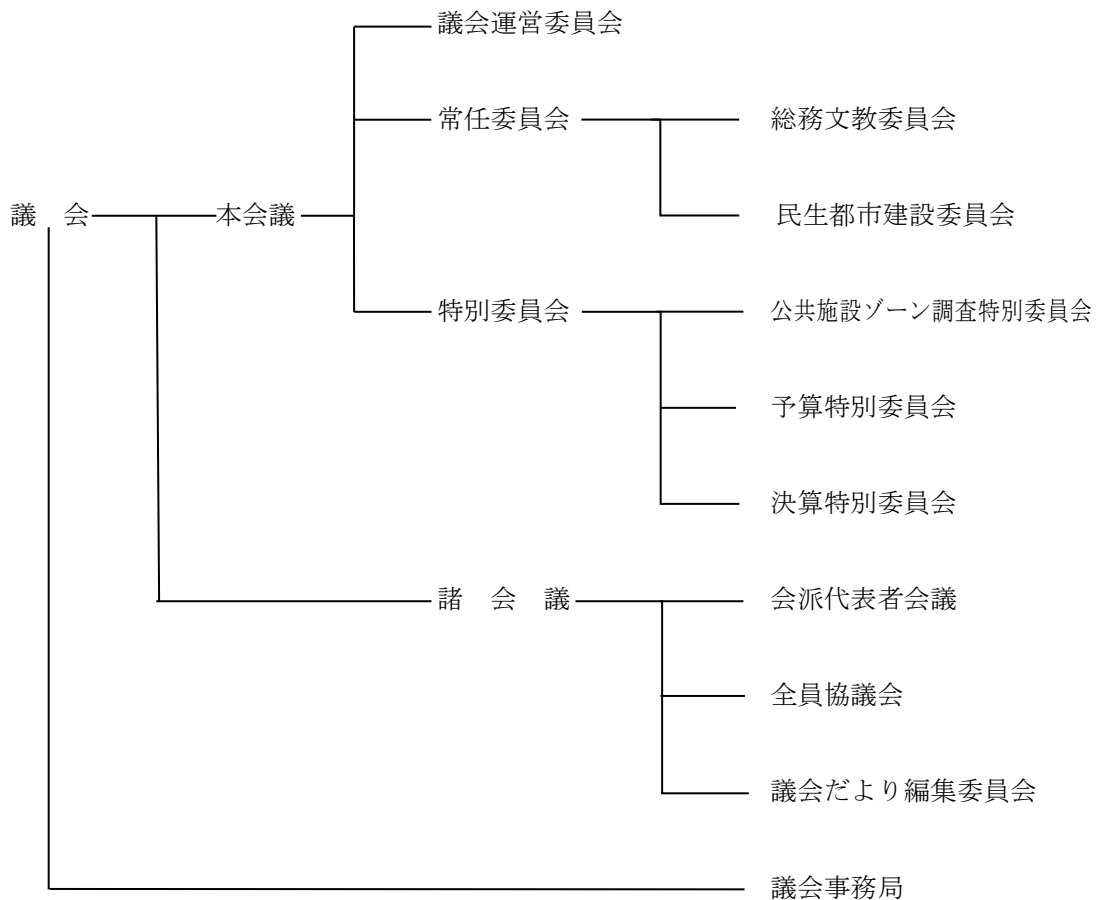 議会運営委員会
常任委員会 総務文教委員会
議　会 本会議 民生都市建設委員会
特別委員会 公共施設ゾーン調査特別委員会
予算特別委員会
決算特別委員会
諸　会　議 会派代表者会議
全員協議会
議会だより編集委員会
議会事務局